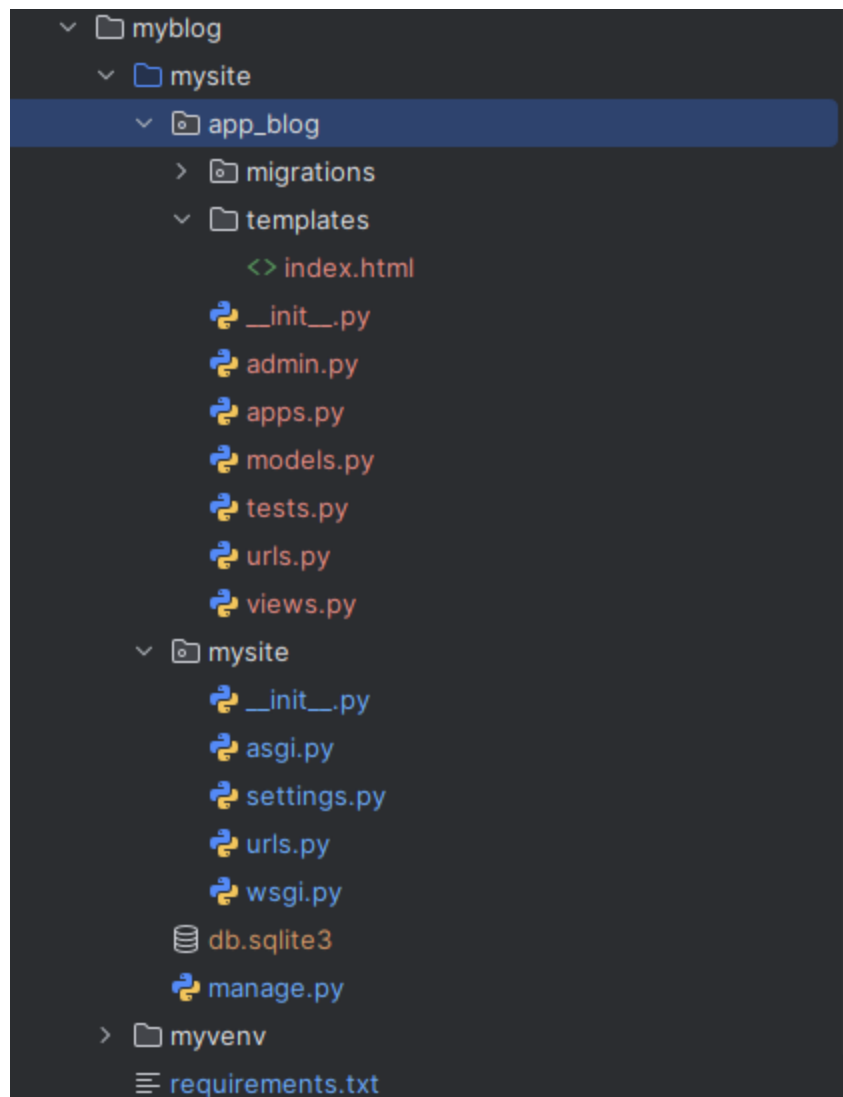 myblog
mysite
app_blog
migrations
templates
index.html
__init__.py
admin.py
apps.py
models.py
tests.py
urls.py
views.py
mysite
__init__.py
asgi.py
settings.py
urls.py
wsgi.py
db.sqlite3
manage.py
myvenv
requirements.txt